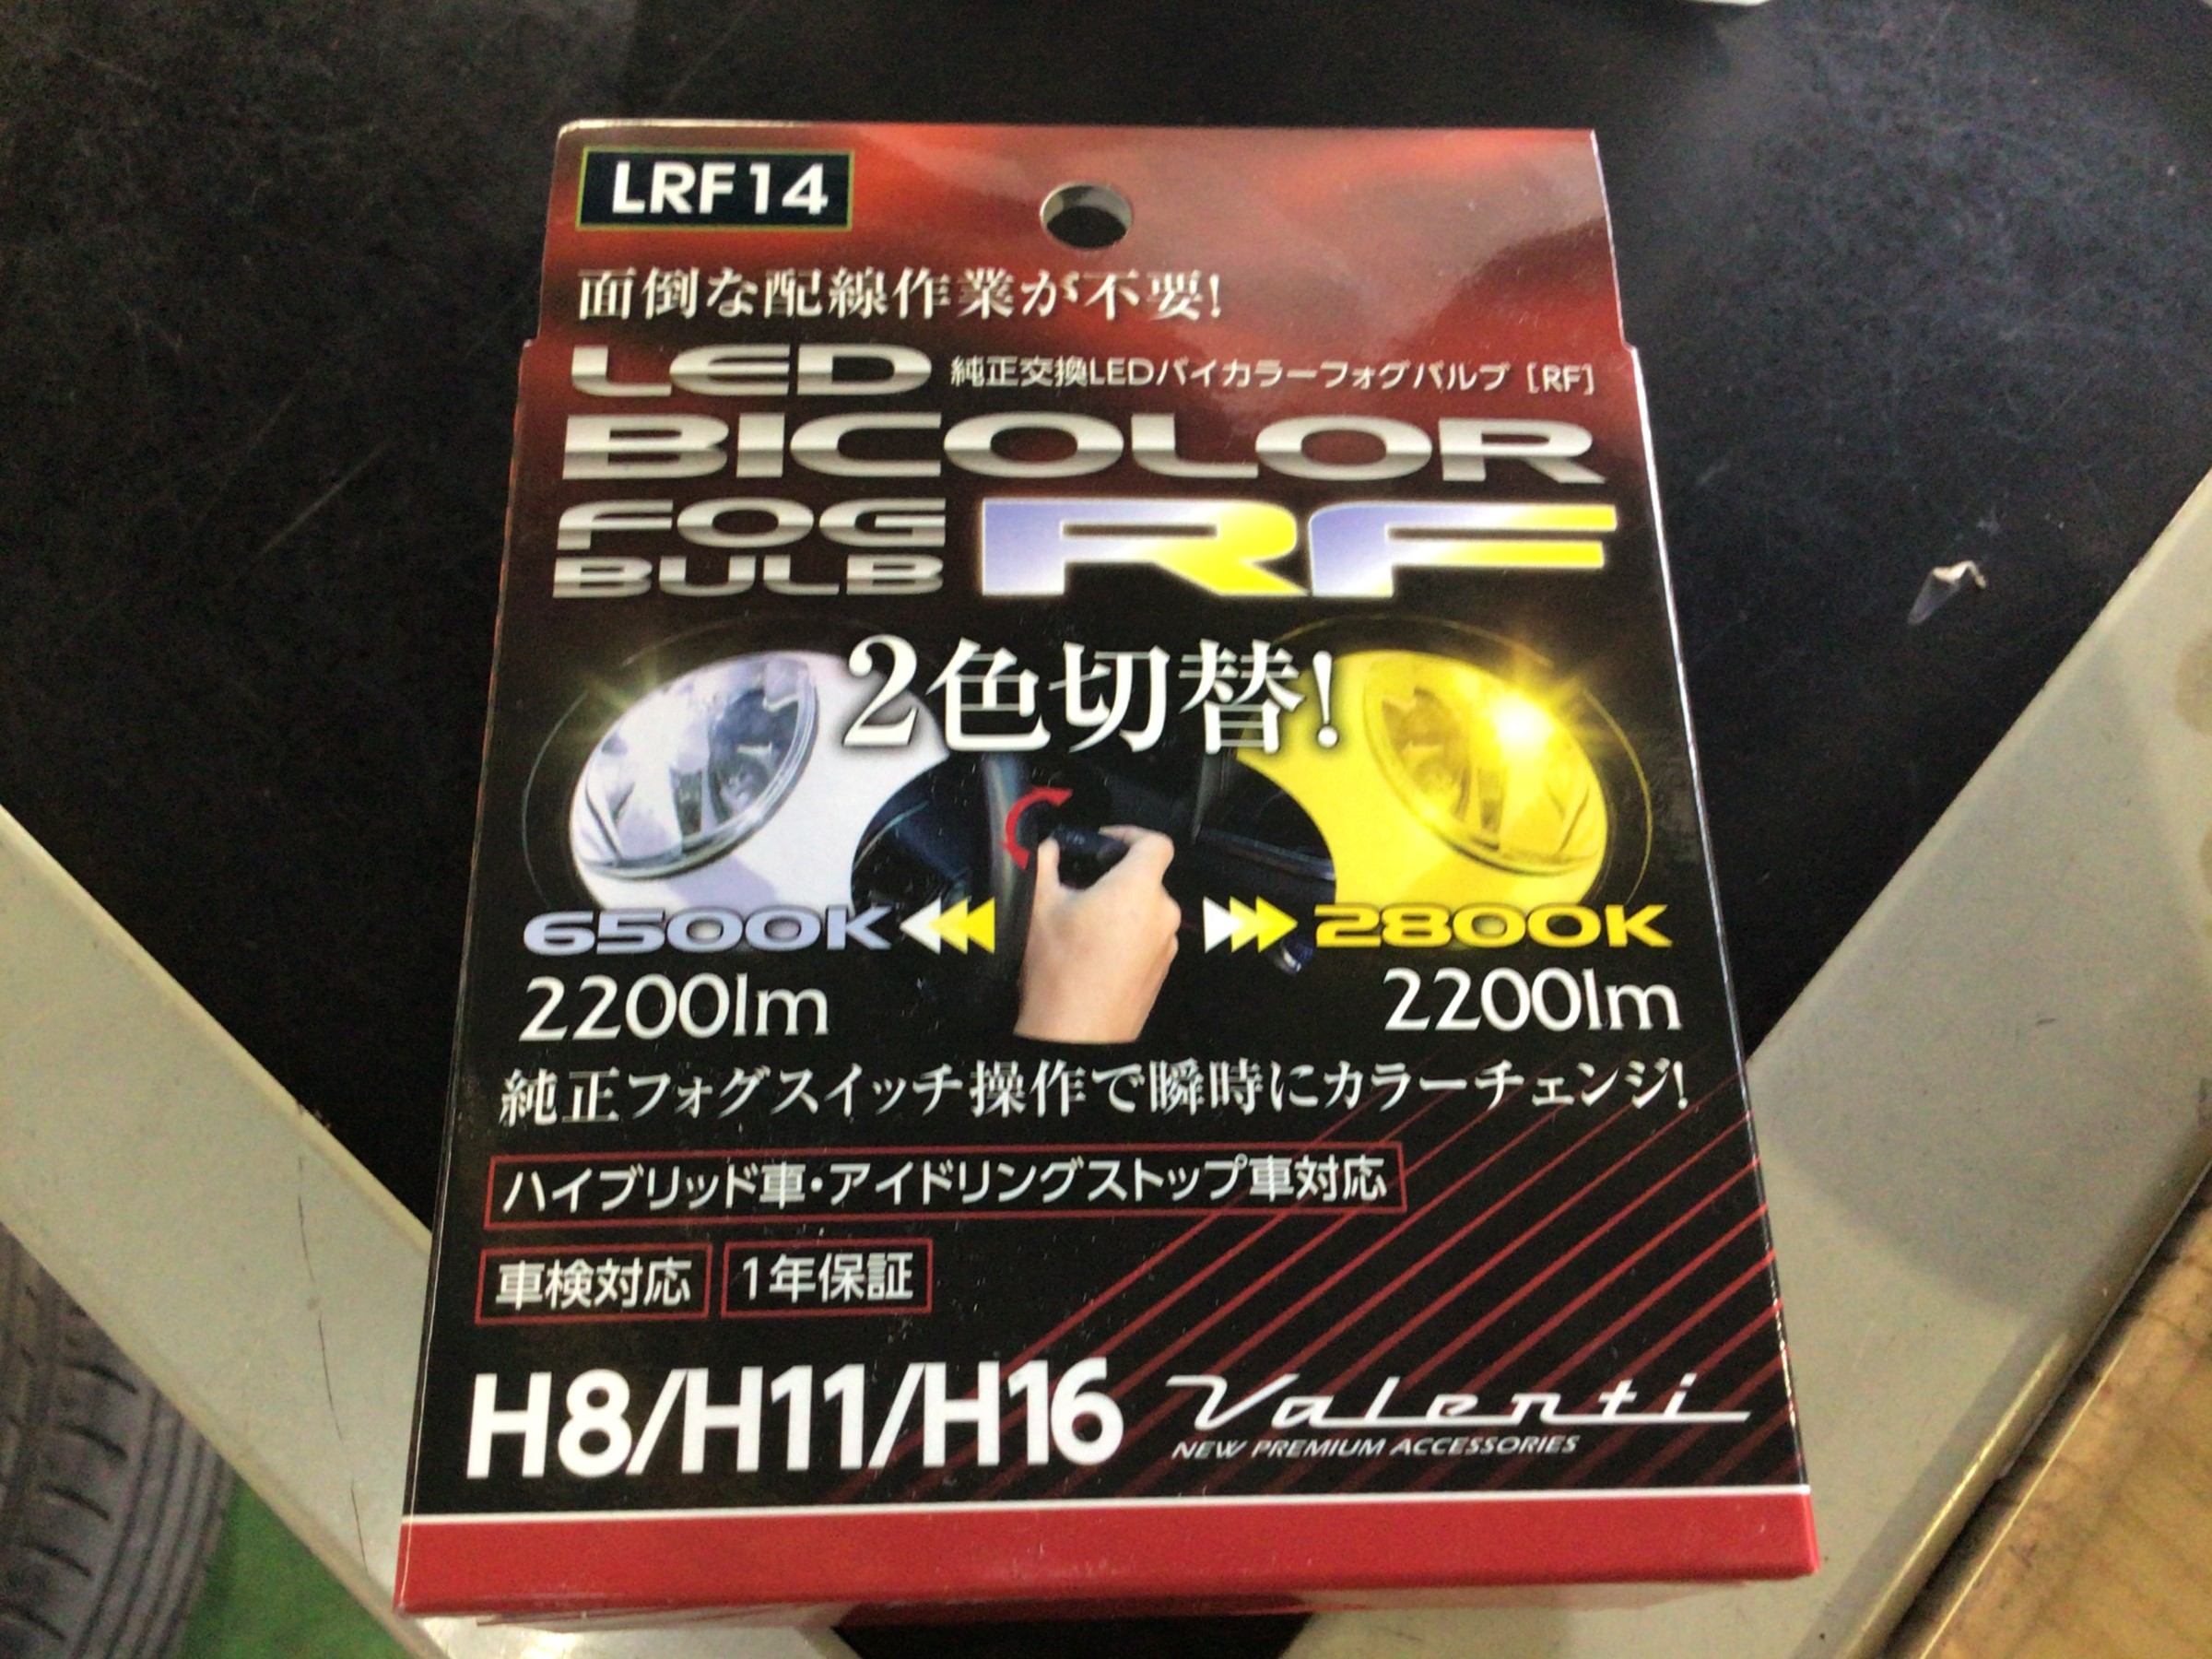 LRF14
面倒な配線作業が不要!
LED 純正交換LEDバイカラーフォグバルブ [RF]
BICOLOR
FOG
BULB RF
2色切替!
6500K 2800K
2200lm 2200lm
純正フォグスイッチ操作で瞬時にカラーチェンジ!
ハイブリッド車・アイドリングストップ車対応
車検対応 1年保証
H8/H11/H16 Valenti
NEW PREMIUM ACCESSORIES